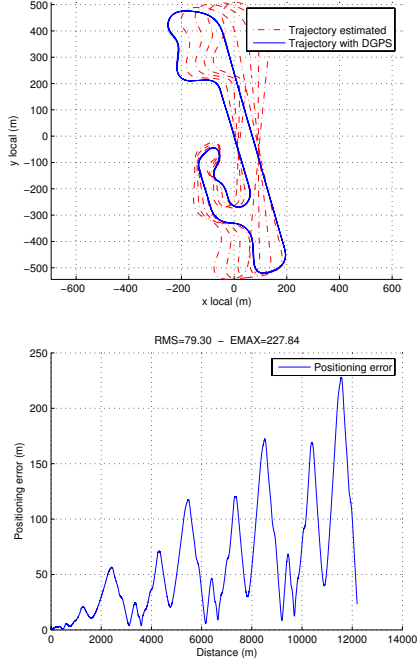 500
400
300
200
100
0
−100
−200
−300
−400
−500
y local (m)
Trajectory estimated
Trajectory with DGPS
−600 −400 −200 0 200 400 600
x local (m)
RMS=79.30 − EMAX=227.84
250
200
150
100
50
0
Positioning error (m)
Positioning error
0 2000 4000 6000 8000 10000 12000 14000
Distance (m)